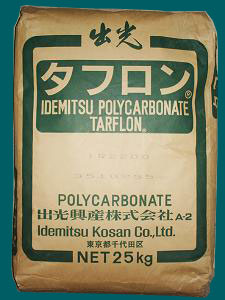 出光
タフロン®
IDEMITSU POLYCARBONATE
TARFLON®
IR2200
POLYCARBONATE
出光興産株式会社 A-2
Idemitsu Kosan Co., Ltd.
東京都千代田区
NET 25kg